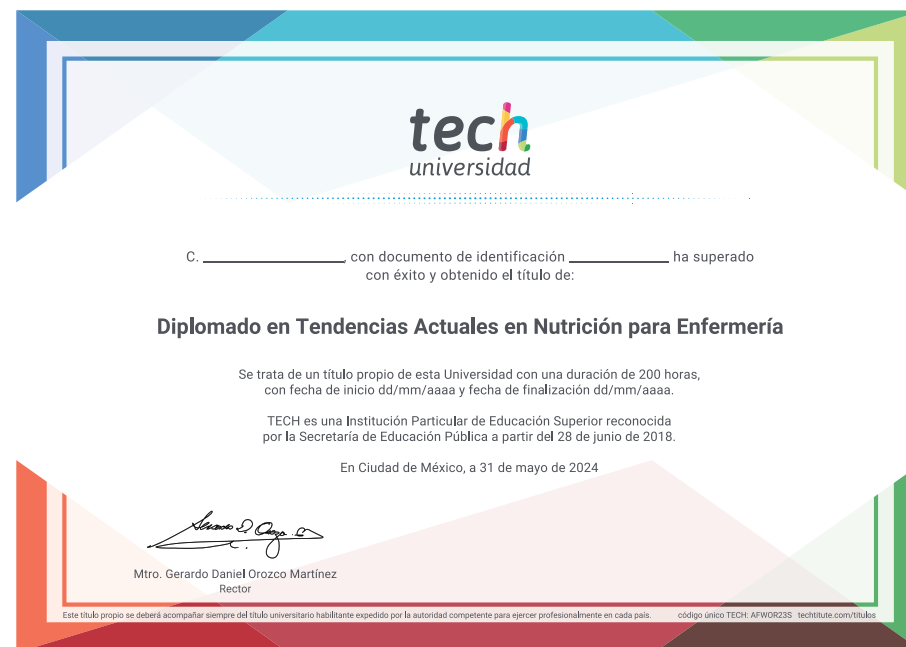 tech
universidad
C. ____________________, con documento de identificación ______________ ha superado
con éxito y obtenido el título de:
Diplomado en Tendencias Actuales en Nutrición para Enfermería
Se trata de un título propio de esta Universidad con una duración de 200 horas,
con fecha de inicio dd/mm/aaaa y fecha de finalización dd/mm/aaaa.
TECH es una Institución Particular de Educación Superior reconocida
por la Secretaría de Educación Pública a partir del 28 de junio de 2018.
En Ciudad de México, a 31 de mayo de 2024
Mtro. Gerardo Daniel Orozco Martínez
Rector
Este título propio se deberá acompañar siempre del título universitario habilitante expedido por la autoridad competente para ejercer profesionalmente en cada país. código único TECH: AFWOR23S techtitute.com/títulos